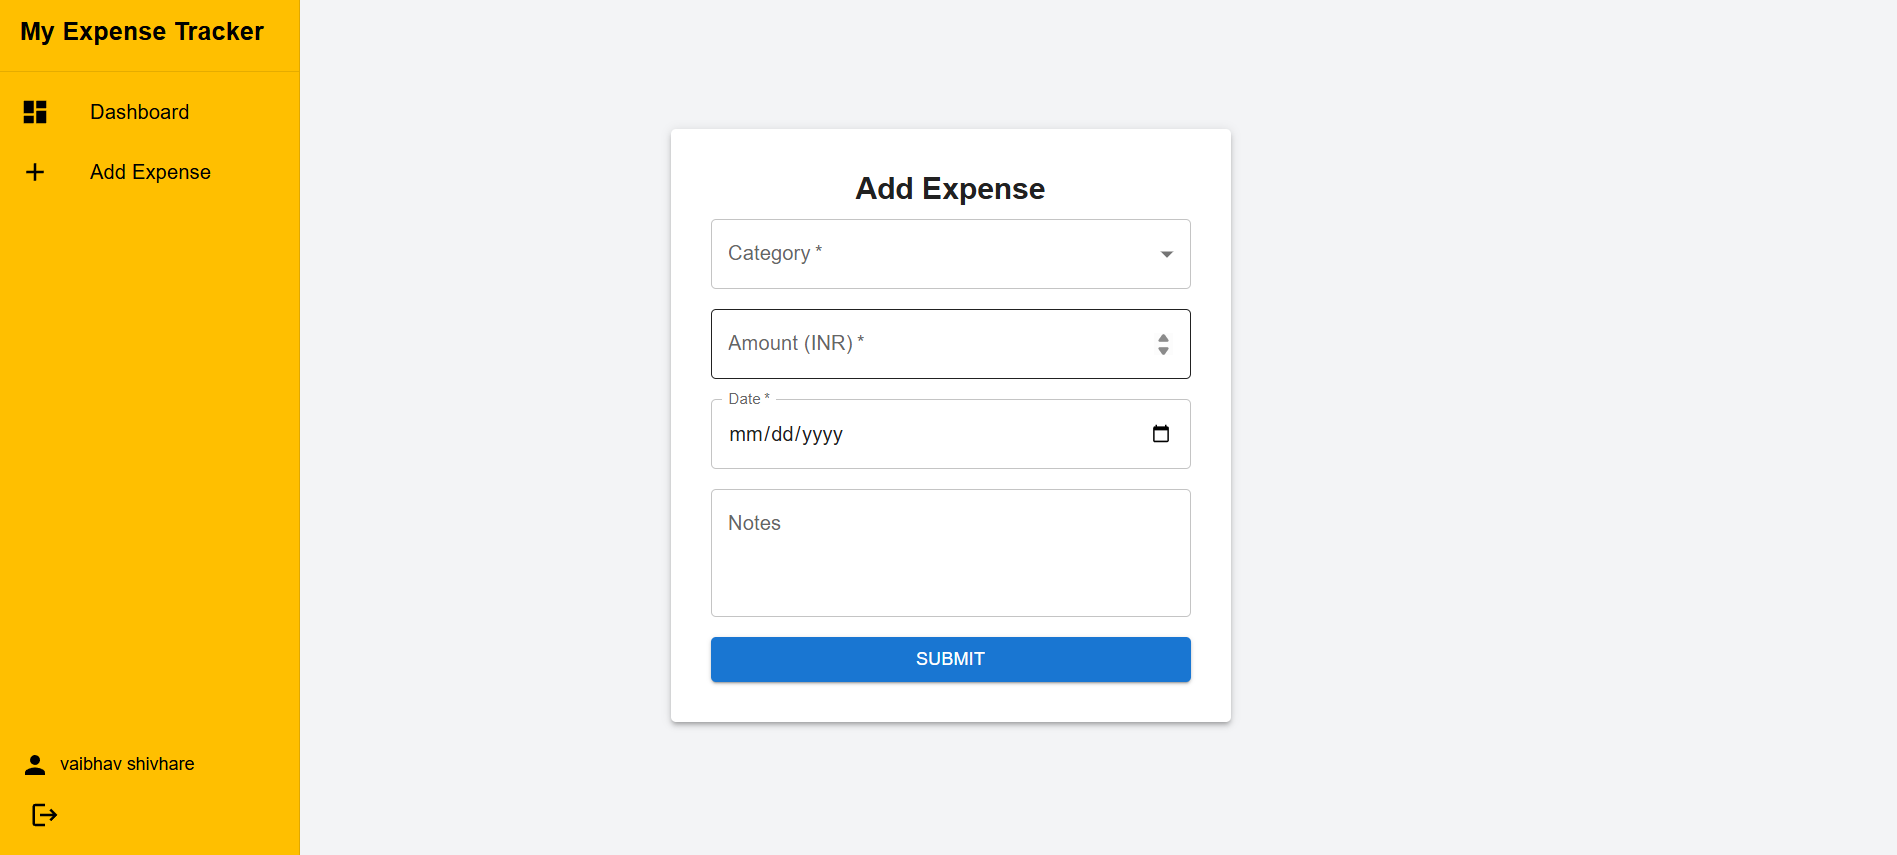 My Expense Tracker
Dashboard
Add Expense
vaibhav shivhare
Add Expense
Category *
Amount (INR) *
Date *
mm/dd/yyyy
Notes
SUBMIT